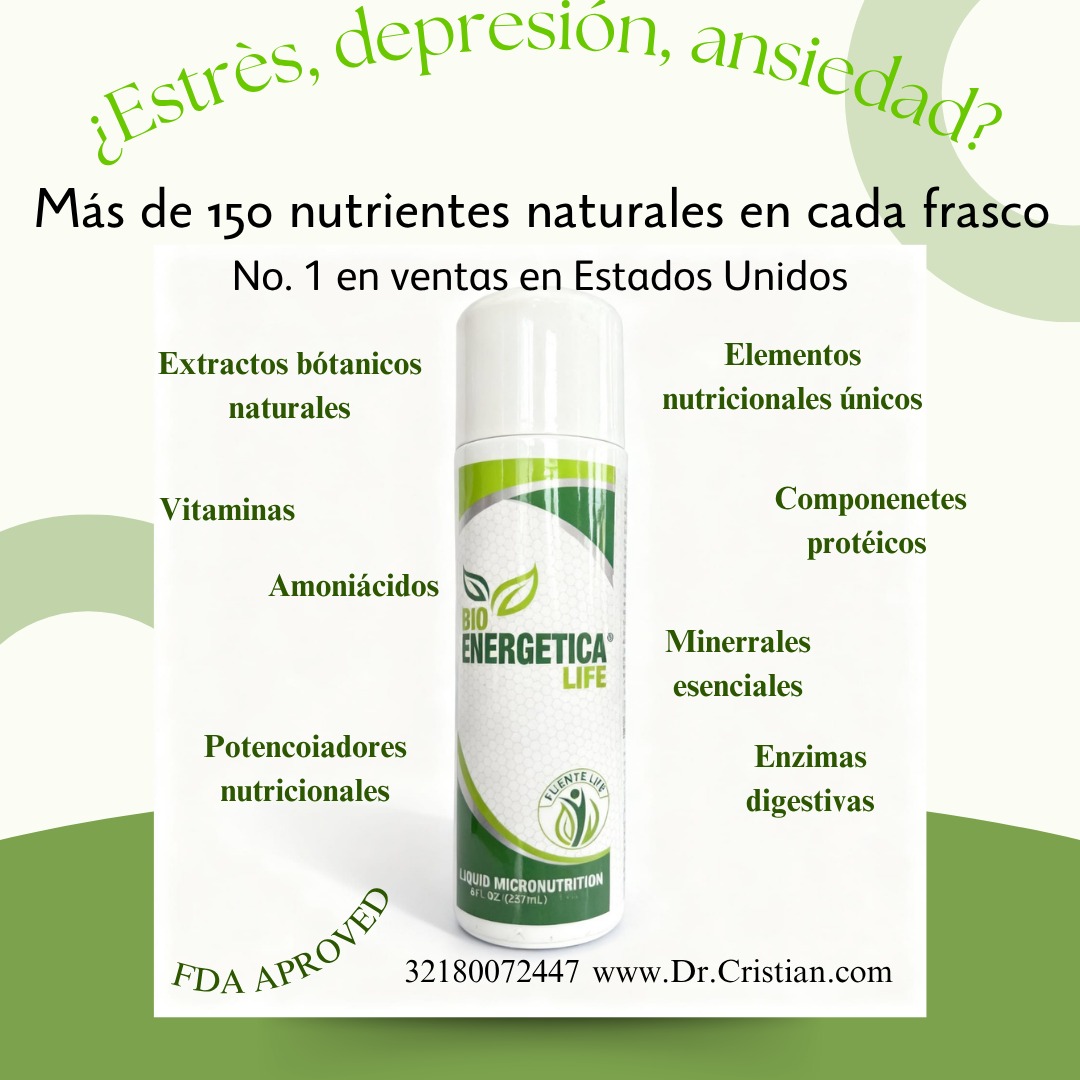 ¿Estrès, depresión, ansiedad?
Más de 150 nutrientes naturales en cada frasco
No. 1 en ventas en Estados Unidos
Extractos bótanicos
naturales
Elementos
nutricionales únicos
Vitaminas
Componenetes
protéicos
Amoniácidos
Minerrales
esenciales
Potencoiadores
nutricionales
Enzimas
digestivas
BIO
ENERGETICA®
LIFE
FUENTE LIFE
LIQUID MICRONUTRITION
8FL OZ (237mL)
FDA APROVED
32180072447 www.Dr.Cristian.com